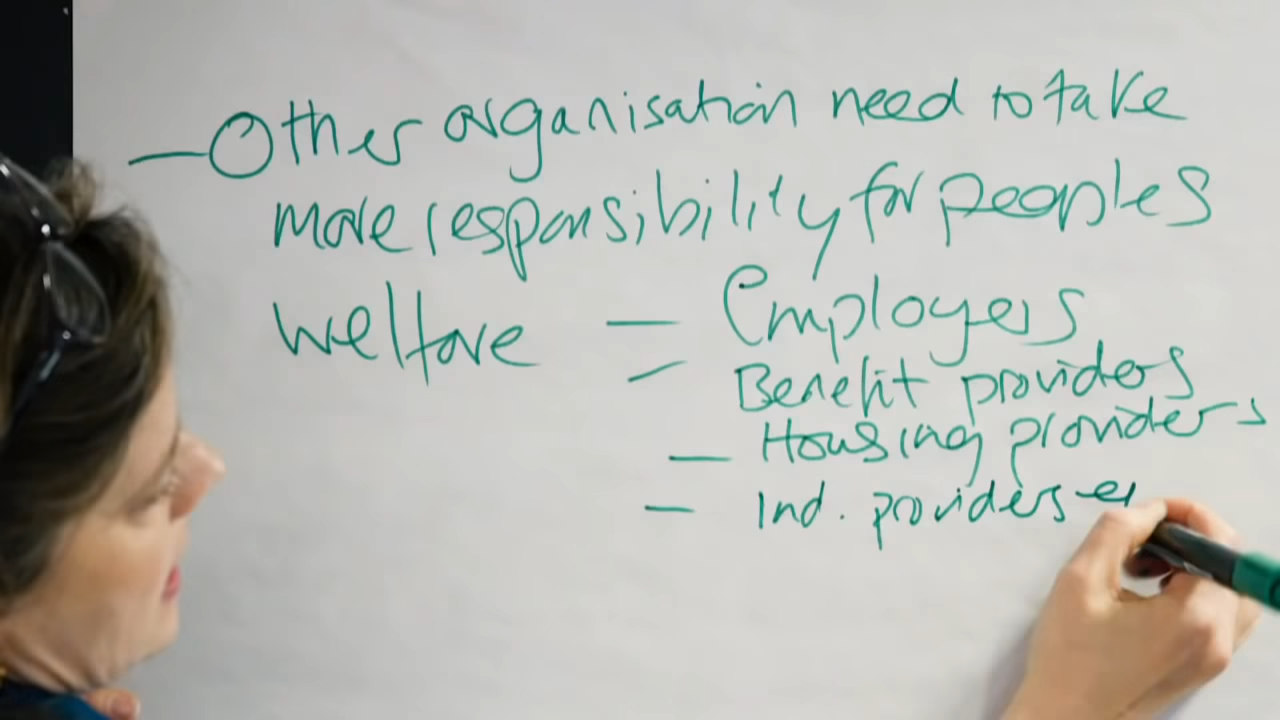 — Other organisation need to take
more responsibility for peoples
welfare — Employers
— Benefit providers
— Housing providers
— Ind. providers -